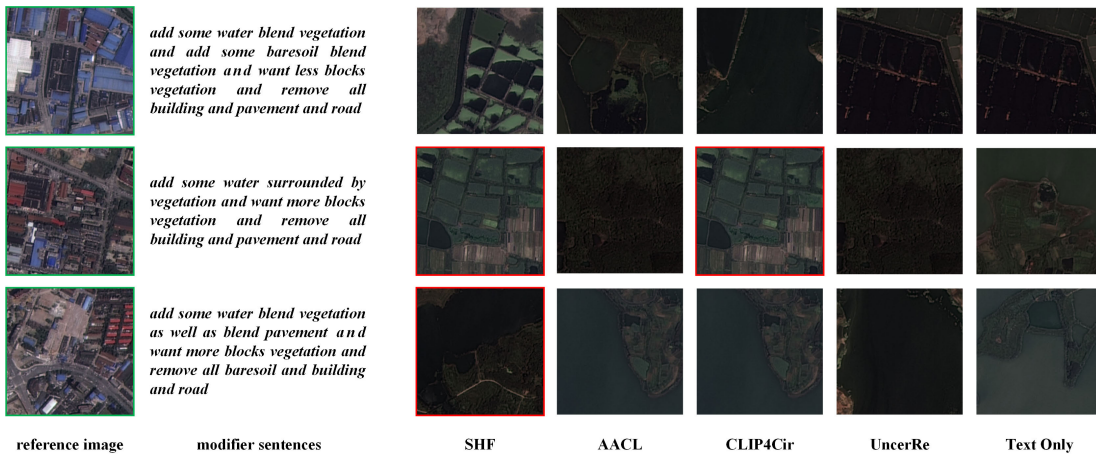 add some water blend vegetation
and add some baresoil blend
vegetation and want less blocks
vegetation and remove all
building and pavement and road
add some water surrounded by
vegetation and want more blocks
vegetation and remove all
building and pavement and road
add some water blend vegetation
as well as blend pavement and
want more blocks vegetation and
remove all baresoil and building
and road
reference image modifier sentences SHF AACL CLIP4Cir UncerRe Text Only